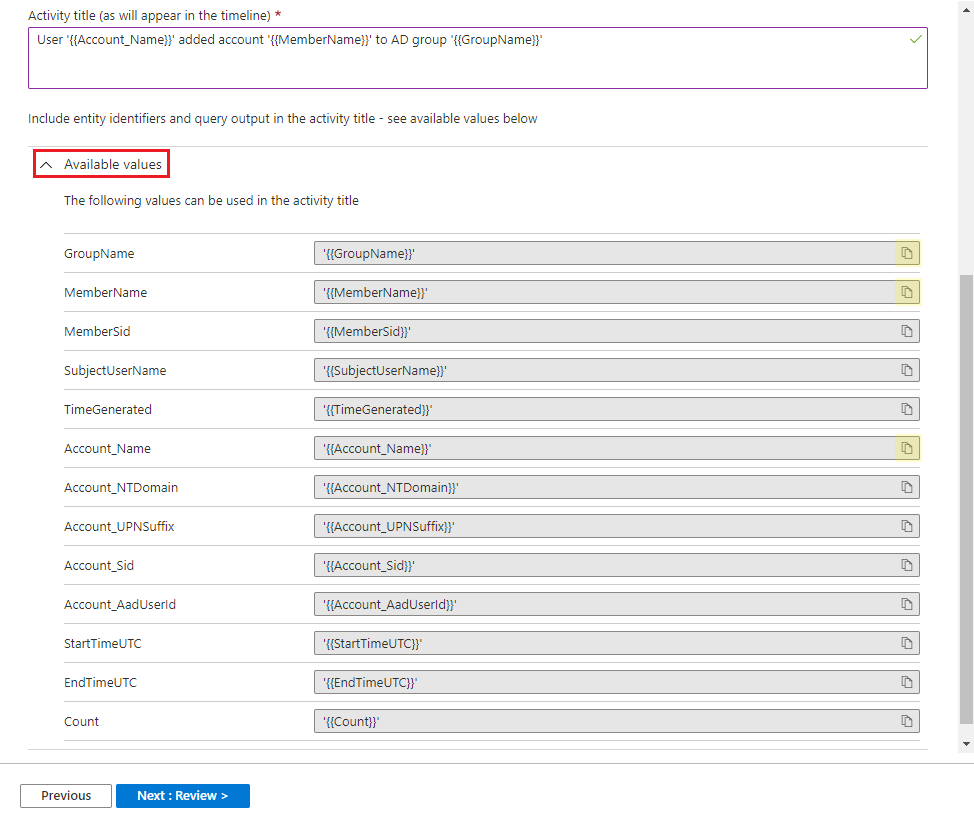 Activity title (as will appear in the timeline) *
User '{{Account_Name}}' added account '{{MemberName}}' to AD group '{{GroupName}}'
Include entity identifiers and query output in the activity title - see available values below
Available values
The following values can be used in the activity title
GroupName '{{GroupName}}'
MemberName '{{MemberName}}'
MemberSid '{{MemberSid}}'
SubjectUserName '{{SubjectUserName}}'
TimeGenerated '{{TimeGenerated}}'
Account_Name '{{Account_Name}}'
Account_NTDomain '{{Account_NTDomain}}'
Account_UPNSuffix '{{Account_UPNSuffix}}'
Account_Sid '{{Account_Sid}}'
Account_AadUserId '{{Account_AadUserId}}'
StartTimeUTC '{{StartTimeUTC}}'
EndTimeUTC '{{EndTimeUTC}}'
Count '{{Count}}'
Previous Next : Review >